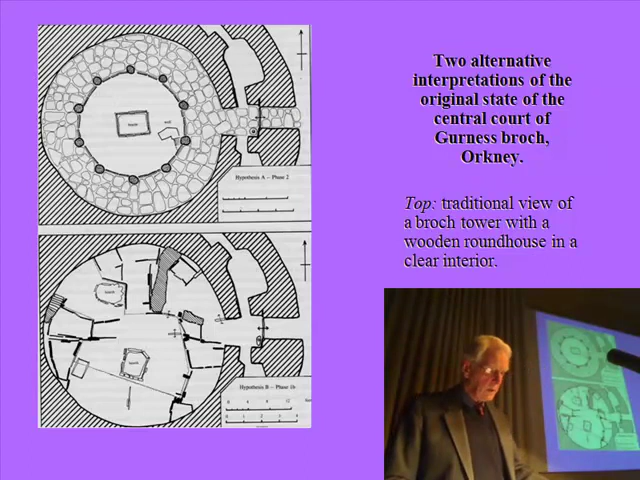 Two alternative
interpretations of the
original state of the
central court of
Gurness broch,
Orkney.
Top: traditional view of
a broch tower with a
wooden roundhouse in a
clear interior.
Hypothesis A – Phase 2
Hypothesis B – Phase 1b